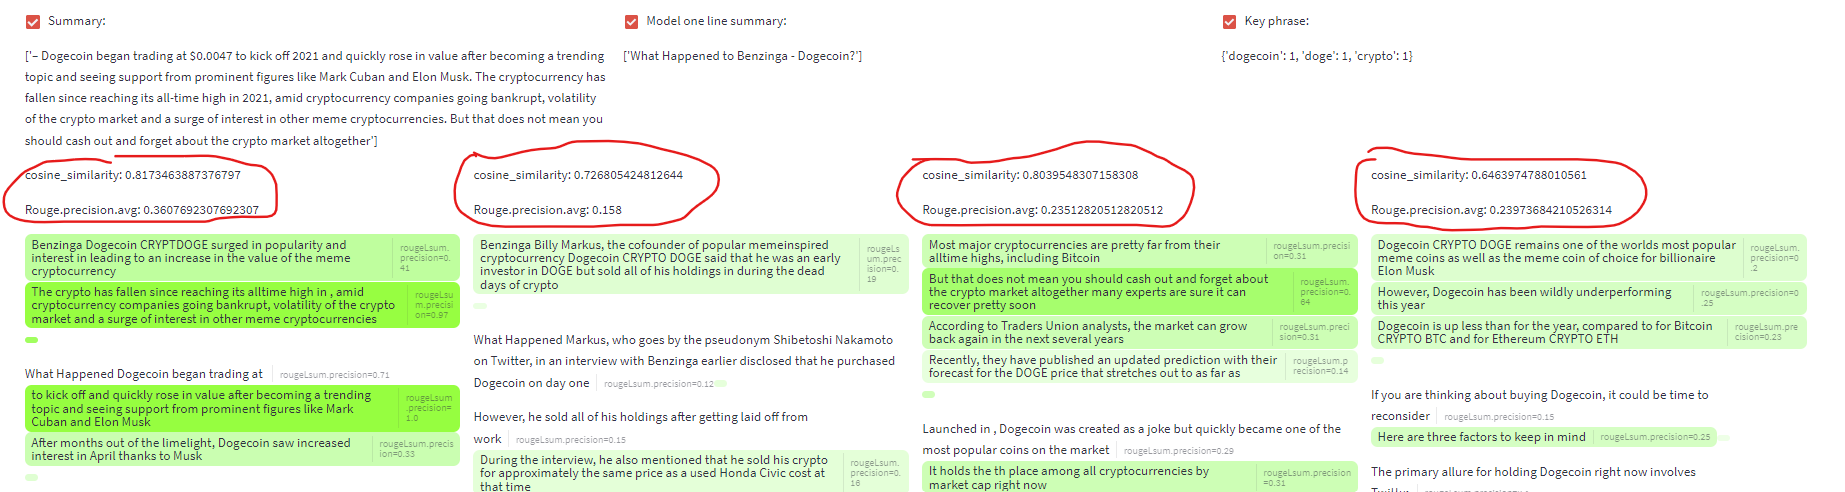 Summary:
Model one line summary:
Key phrase:
['– Dogecoin began trading at $0.0047 to kick off 2021 and quickly rose in value after becoming a trending
topic and seeing support from prominent figures like Mark Cuban and Elon Musk. The cryptocurrency has
fallen since reaching its all-time high in 2021, amid cryptocurrency companies going bankrupt, volatility
of the crypto market and a surge of interest in other meme cryptocurrencies. But that does not mean you
should cash out and forget about the crypto market altogether']
['What Happened to Benzinga - Dogecoin?']
{'dogecoin': 1, 'doge': 1, 'crypto': 1}
cosine_similarity: 0.8173463887376797
Rouge.precision.avg: 0.3607692307692307
Benzinga Dogecoin CRYPTDOGE surged in popularity and
interest in leading to an increase in the value of the meme
cryptocurrency
rougeLsum.
precision=0.
41
The crypto has fallen since reaching its alltime high in , amid
cryptocurrency companies going bankrupt, volatility of the crypto
market and a surge of interest in other meme cryptocurrencies
rougeLsu
m.precisi
on=0.97
What Happened Dogecoin began trading at
rougeLsum.precision=0.71
to kick off and quickly rose in value after becoming a trending
topic and seeing support from prominent figures like Mark
Cuban and Elon Musk
rougeLsum
.precision=
1.0
After months out of the limelight, Dogecoin saw increased
interest in April thanks to Musk
rougeLsum.precis
ion=0.33
cosine_similarity: 0.726805424812644
Rouge.precision.avg: 0.158
Benzinga Billy Markus, the cofounder of popular memeinspired
cryptocurrency Dogecoin CRYPTO DOGE said that he was an early
investor in DOGE but sold all of his holdings in during the dead
days of crypto
rougeLs
um.prec
ision=0.
19
What Happened Markus, who goes by the pseudonym Shibetoshi Nakamoto
on Twitter, in an interview with Benzinga earlier disclosed that he purchased
Dogecoin on day one
rougeLsum.precision=0.12
However, he sold all of his holdings after getting laid off from
work
rougeLsum.precision=0.15
During the interview, he also mentioned that he sold his crypto
for approximately the same price as a used Honda Civic cost at
that time
rougeLsum.
precision=0.
16
cosine_similarity: 0.8039548307158308
Rouge.precision.avg: 0.23512820512820512
Most major cryptocurrencies are pretty far from their
alltime highs, including Bitcoin
rougeLsum.precisi
on=0.31
But that does not mean you should cash out and forget about
the crypto market altogether many experts are sure it can
recover pretty soon
rougeLsum.
precision=0.
64
According to Traders Union analysts, the market can grow
back again in the next several years
rougeLsum.preci
sion=0.31
Recently, they have published an updated prediction with their
forecast for the DOGE price that stretches out to as far as
rougeLsum.p
recision=0.14
Launched in , Dogecoin was created as a joke but quickly became one of the
most popular coins on the market
rougeLsum.precision=0.29
It holds the th place among all cryptocurrencies by
market cap right now
rougeLsum.precision
=0.31
cosine_similarity: 0.6463974788010561
Rouge.precision.avg: 0.23973684210526314
Dogecoin CRYPTO DOGE remains one of the worlds most popular
meme coins as well as the meme coin of choice for billionaire
Elon Musk
rougeLsum.
precision=0
.2
However, Dogecoin has been wildly underperforming
this year
rougeLsum.precision=0
.25
Dogecoin is up less than for the year, compared to for Bitcoin
CRYPTO BTC and for Ethereum CRYPTO ETH
rougeLsum.pre
cision=0.23
If you are thinking about buying Dogecoin, it could be time to
reconsider
rougeLsum.precision=0.15
Here are three factors to keep in mind
rougeLsum.precision=0.25
The primary allure for holding Dogecoin right now involves